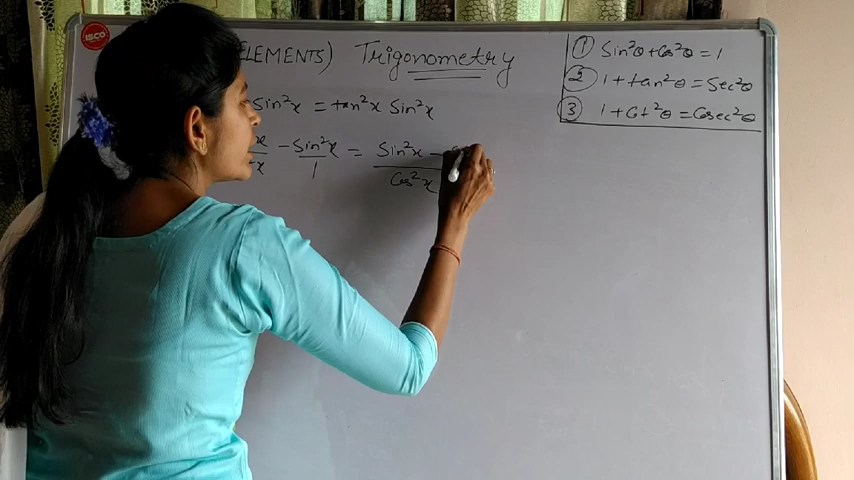 ISCO
ELEMENTS) Trigonometry
① Sin²θ + Cos²θ = 1
② 1 + tan²θ = Sec²θ
③ 1 + Cot²θ = Cosec²θ
Sin²x = tan²x Sin²x
- Sin²x/1 = Sin²x - / Cos²x